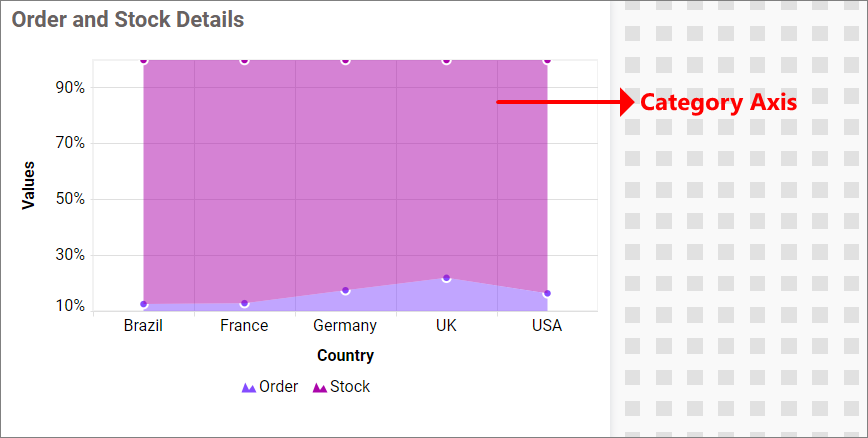 Order and Stock Details
90%
Category Axis
70%
Values
50%
30%
10%
Brazil France Germany UK USA
Country
Order Stock